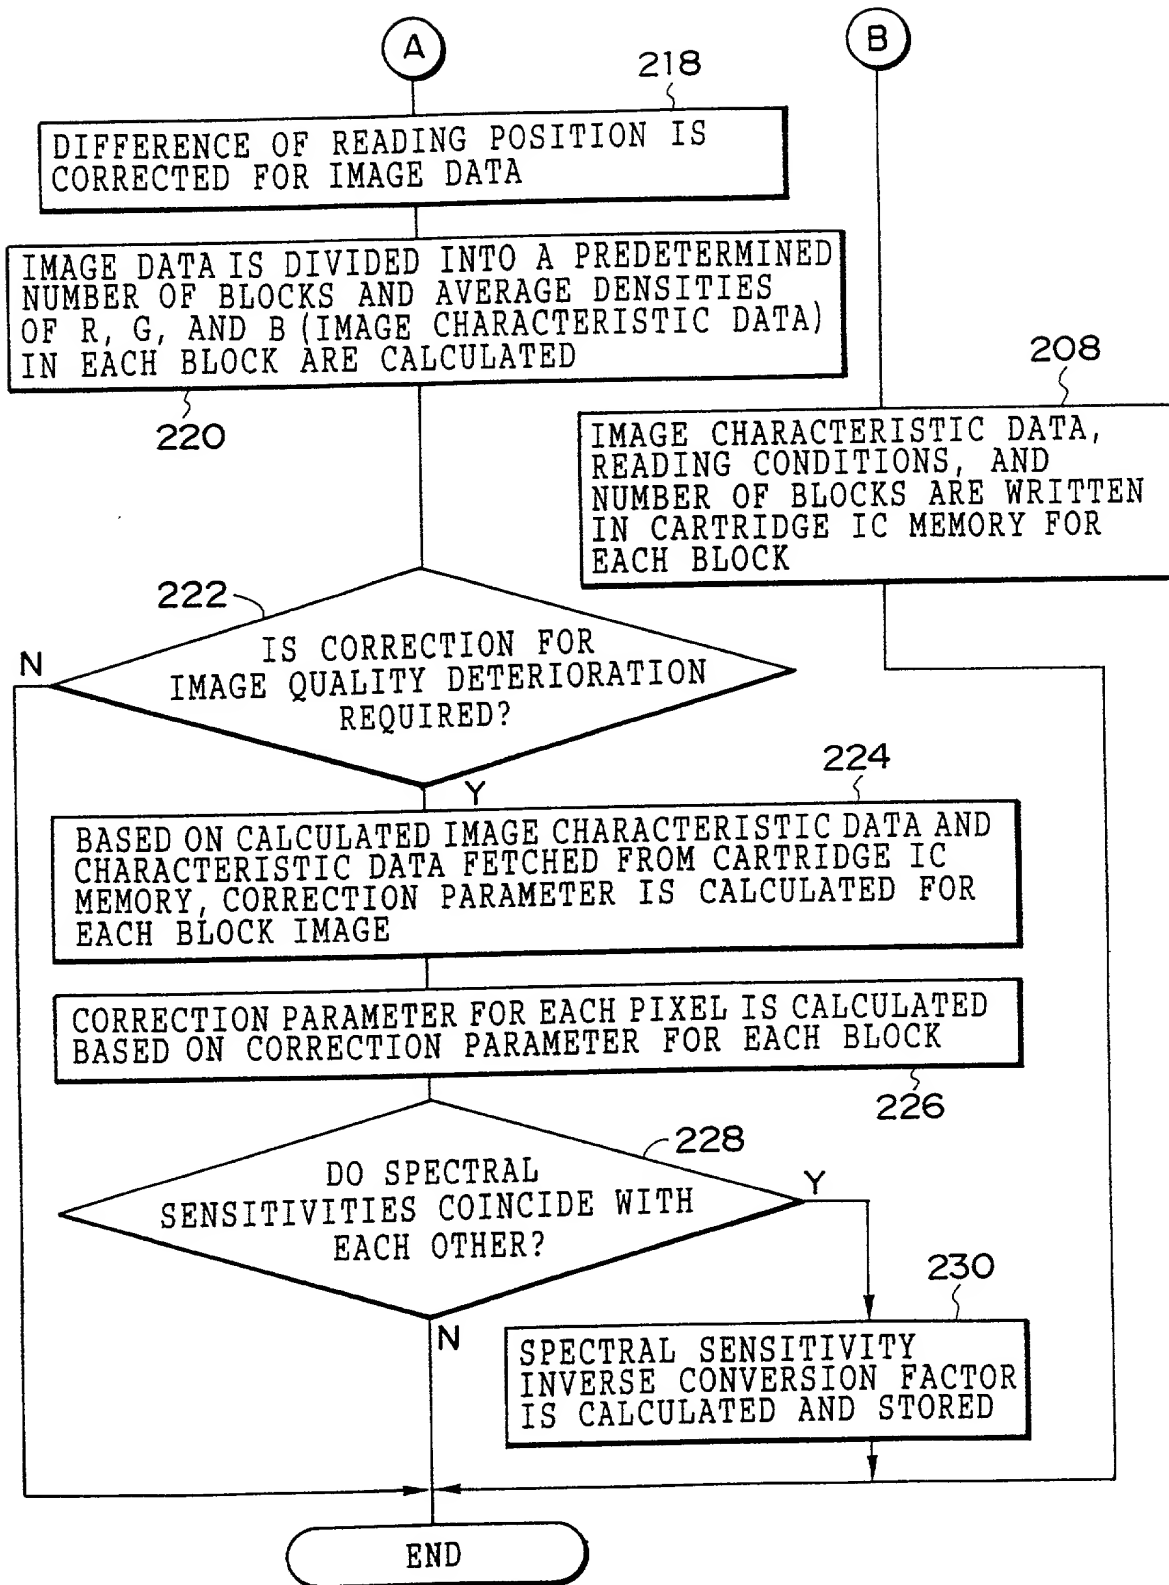 A
B
218
DIFFERENCE OF READING POSITION IS
CORRECTED FOR IMAGE DATA
IMAGE DATA IS DIVIDED INTO A PREDETERMINED
NUMBER OF BLOCKS AND AVERAGE DENSITIES
OF R, G, AND B (IMAGE CHARACTERISTIC DATA)
IN EACH BLOCK ARE CALCULATED
220
208
IMAGE CHARACTERISTIC DATA,
READING CONDITIONS, AND
NUMBER OF BLOCKS ARE WRITTEN
IN CARTRIDGE IC MEMORY FOR
EACH BLOCK
222
N
IS CORRECTION FOR
IMAGE QUALITY DETERIORATION
REQUIRED?
Y
224
BASED ON CALCULATED IMAGE CHARACTERISTIC DATA AND
CHARACTERISTIC DATA FETCHED FROM CARTRIDGE IC
MEMORY, CORRECTION PARAMETER IS CALCULATED FOR
EACH BLOCK IMAGE
CORRECTION PARAMETER FOR EACH PIXEL IS CALCULATED
BASED ON CORRECTION PARAMETER FOR EACH BLOCK
226
228
DO SPECTRAL
SENSITIVITIES COINCIDE WITH
EACH OTHER?
Y
N
230
SPECTRAL SENSITIVITY
INVERSE CONVERSION FACTOR
IS CALCULATED AND STORED
END